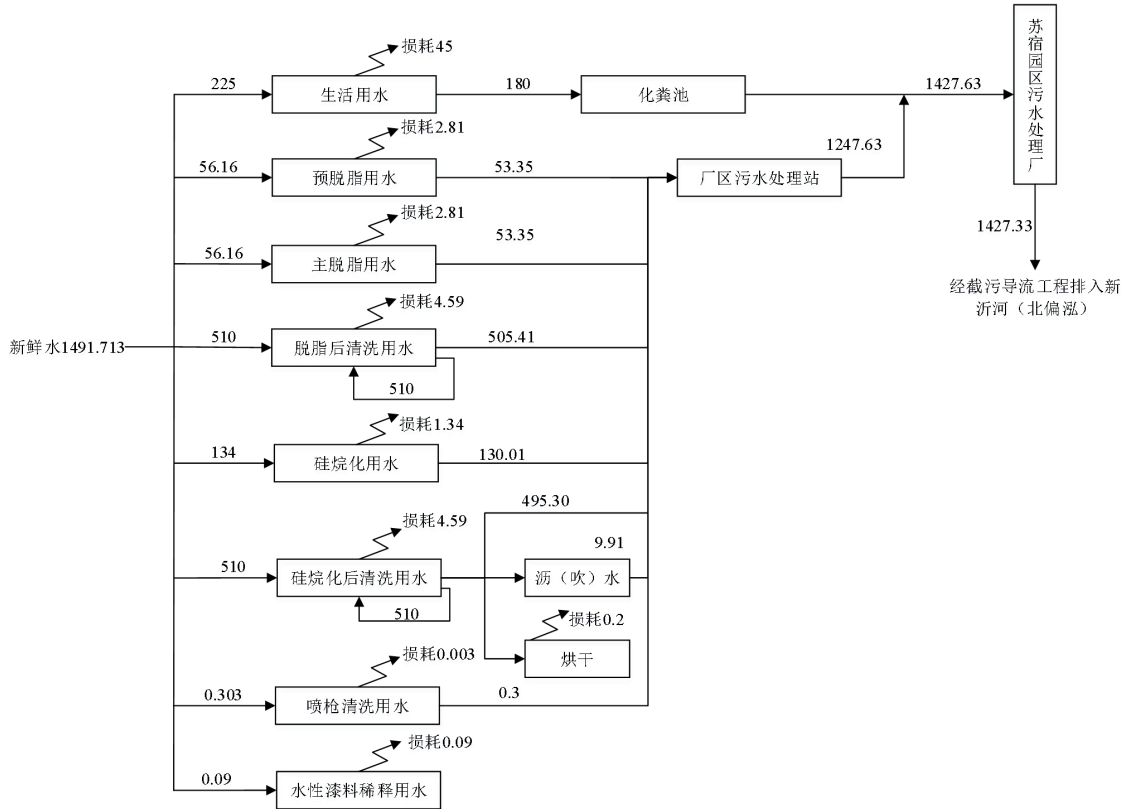 损耗45
225
生活用水
180
化粪池
1427.63
苏宿园区污水处理厂
损耗2.81
1247.63
56.16
预脱脂用水
53.35
厂区污水处理站
损耗2.81
53.35
1427.33
56.16
主脱脂用水
经截污导流工程排入新
沂河（北偏泓）
损耗4.59
新鲜水1491.713
510
脱脂后清洗用水
505.41
510
损耗1.34
134
硅烷化用水
130.01
495.30
损耗4.59
9.91
510
硅烷化后清洗用水
沥（吹）水
510
损耗0.2
烘干
损耗0.003
0.303
喷枪清洗用水
0.3
损耗0.09
0.09
水性漆料稀释用水